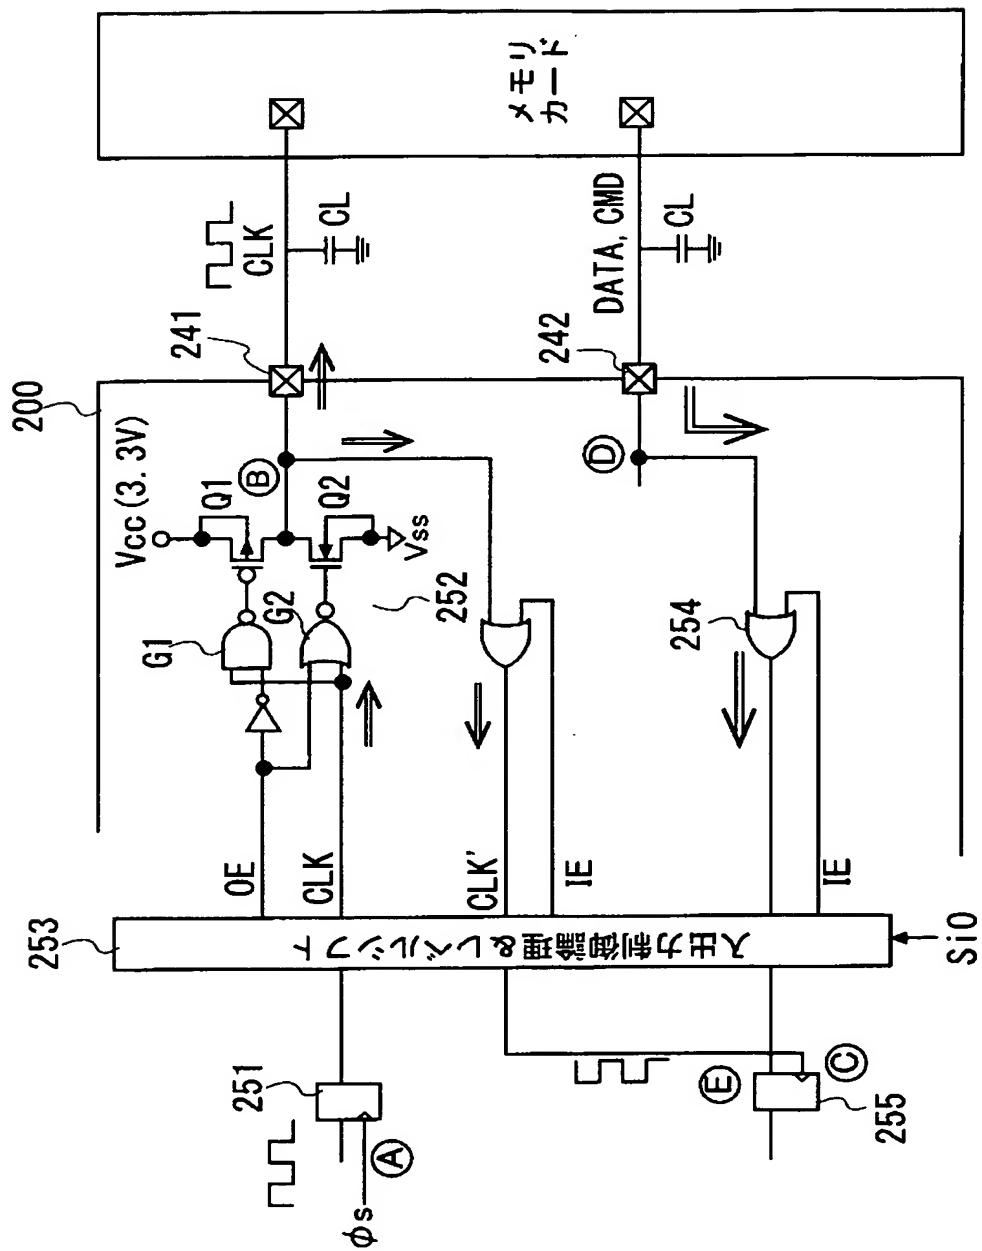 200
Vcc(3. 3V)
241
CLK
CL
メモリ
カード
Q1
B
Q2
Vss
G1
G2
252
OE
CLK
CLK'
IE
253
入出力制御論理&レベルシフト
251
A
φs
242
DATA, CMD
CL
D
254
IE
SiO
E
C
255